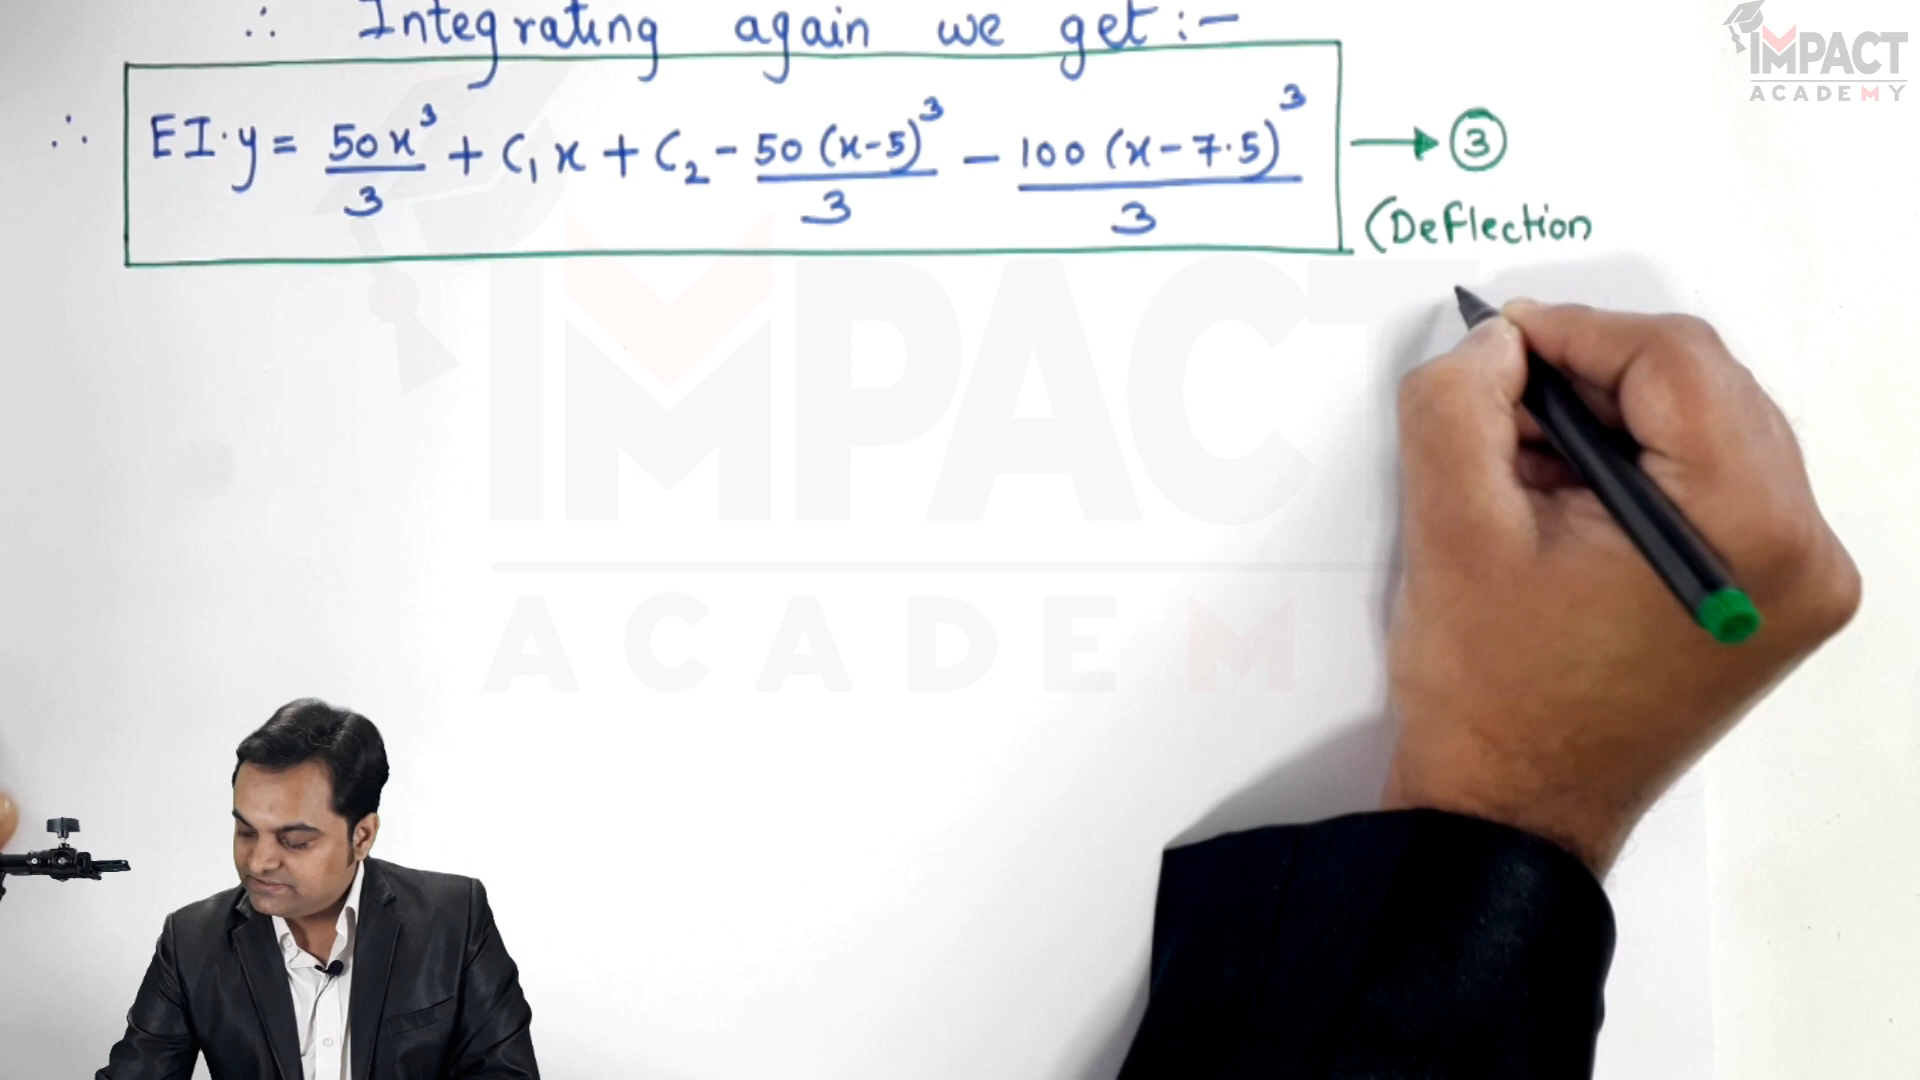 ∴ Integrating again we get:-
∴ EI·y = 50x³/3 + C₁x + C₂ - 50(x-5)³/3 - 100(x-7·5)³/3 → ③
(Deflection
IMPACT
ACADEMY
IMPACT
ACADEMY